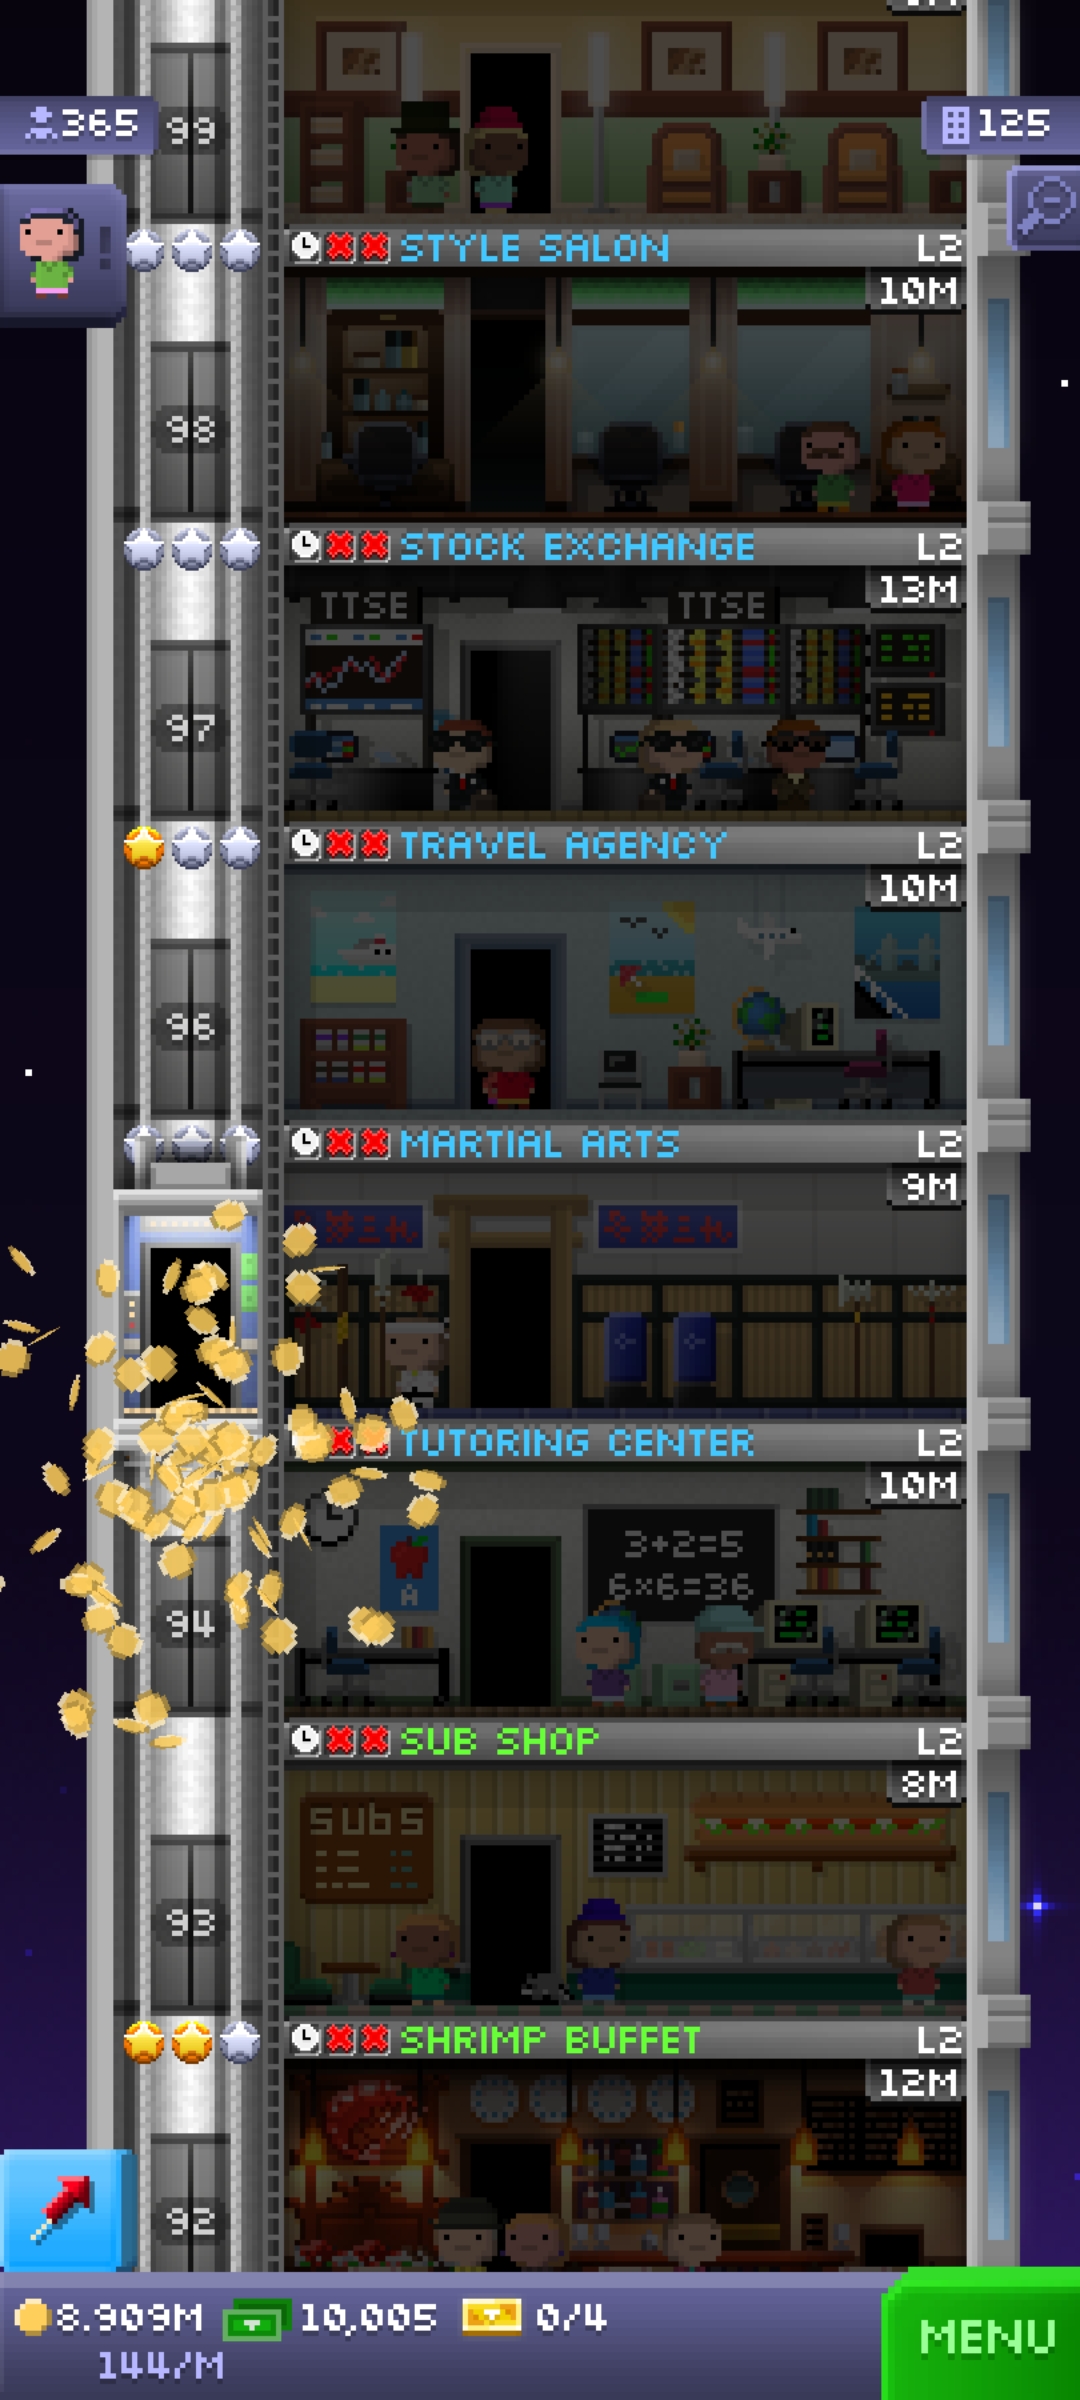 99
365
125
STYLE SALON L2
10M
98
STOCK EXCHANGE L2
13M
TTSE TTSE
97
TRAVEL AGENCY L2
10M
96
MARTIAL ARTS L2
9M
TUTORING CENTER L2
10M
3+2=5
6×6=36
A
94
SUB SHOP L2
8M
SUBS
93
SHRIMP BUFFET L2
12M
92
8.909M 10,005 0/4
MENU
144/M